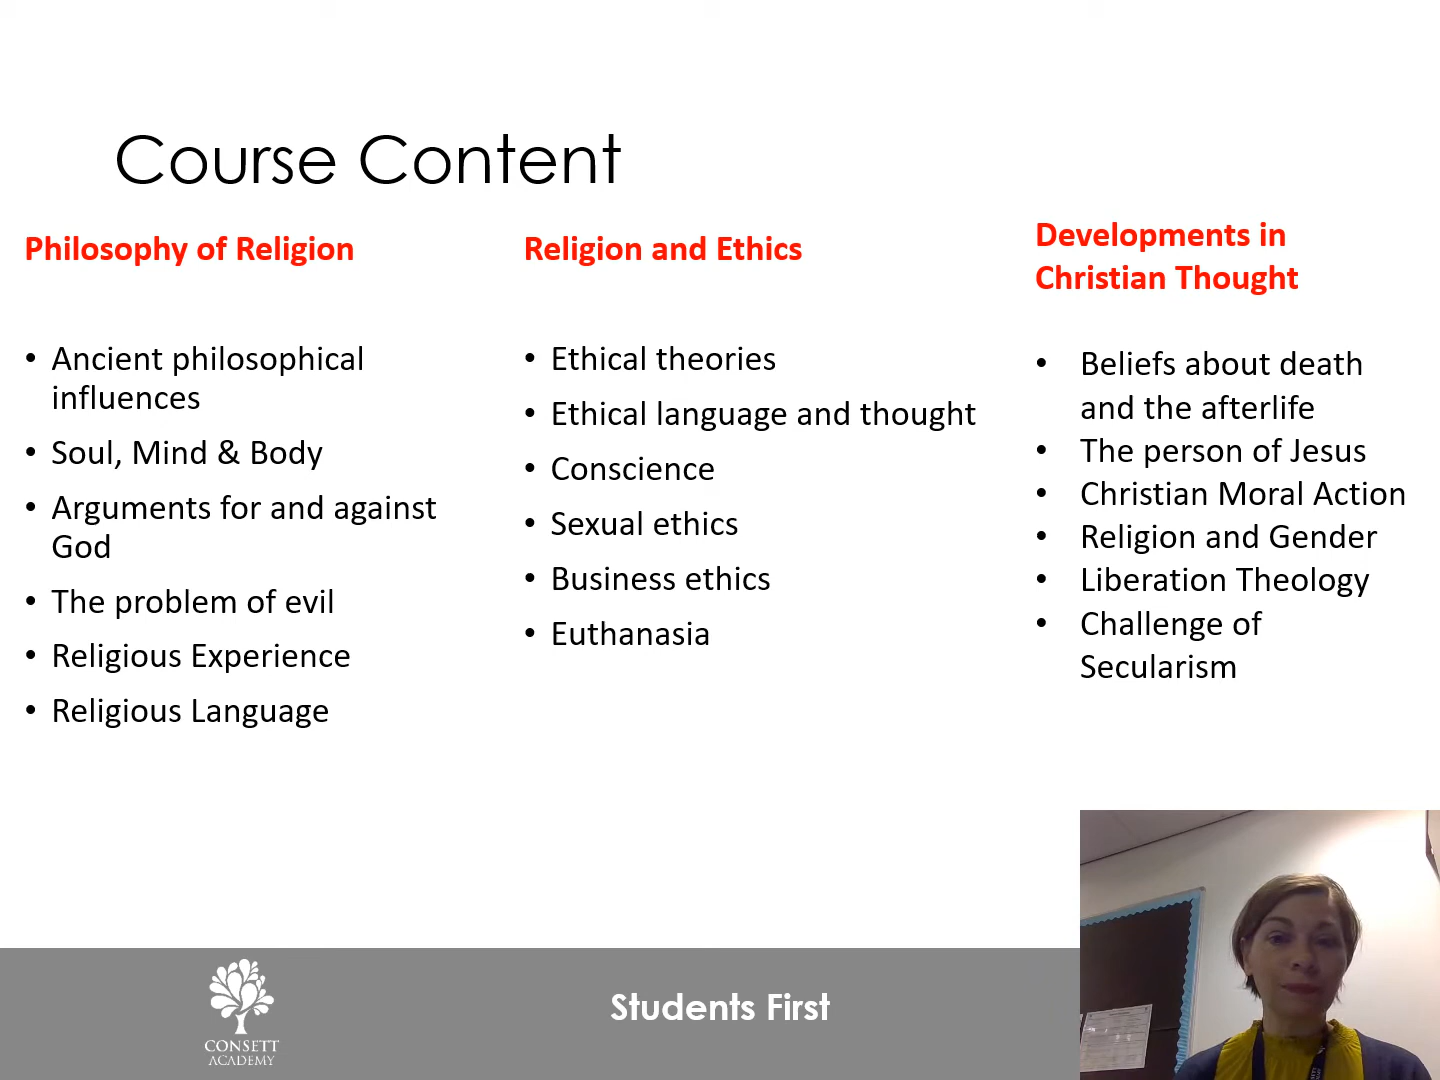 Course Content
Philosophy of Religion
• Ancient philosophical
influences
• Soul, Mind & Body
• Arguments for and against
God
• The problem of evil
• Religious Experience
• Religious Language
Religion and Ethics
• Ethical theories
• Ethical language and thought
• Conscience
• Sexual ethics
• Business ethics
• Euthanasia
Developments in
Christian Thought
• Beliefs about death
and the afterlife
• The person of Jesus
• Christian Moral Action
• Religion and Gender
• Liberation Theology
• Challenge of
Secularism
CONSETT
ACADEMY
Students First